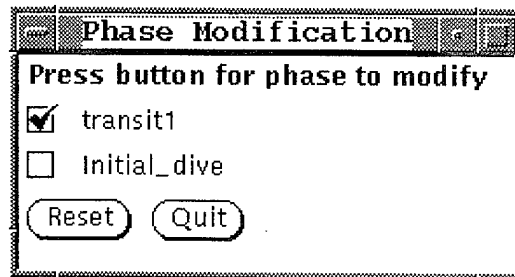 Phase Modification
Press button for phase to modify
transit1
Initial_dive
Reset Quit